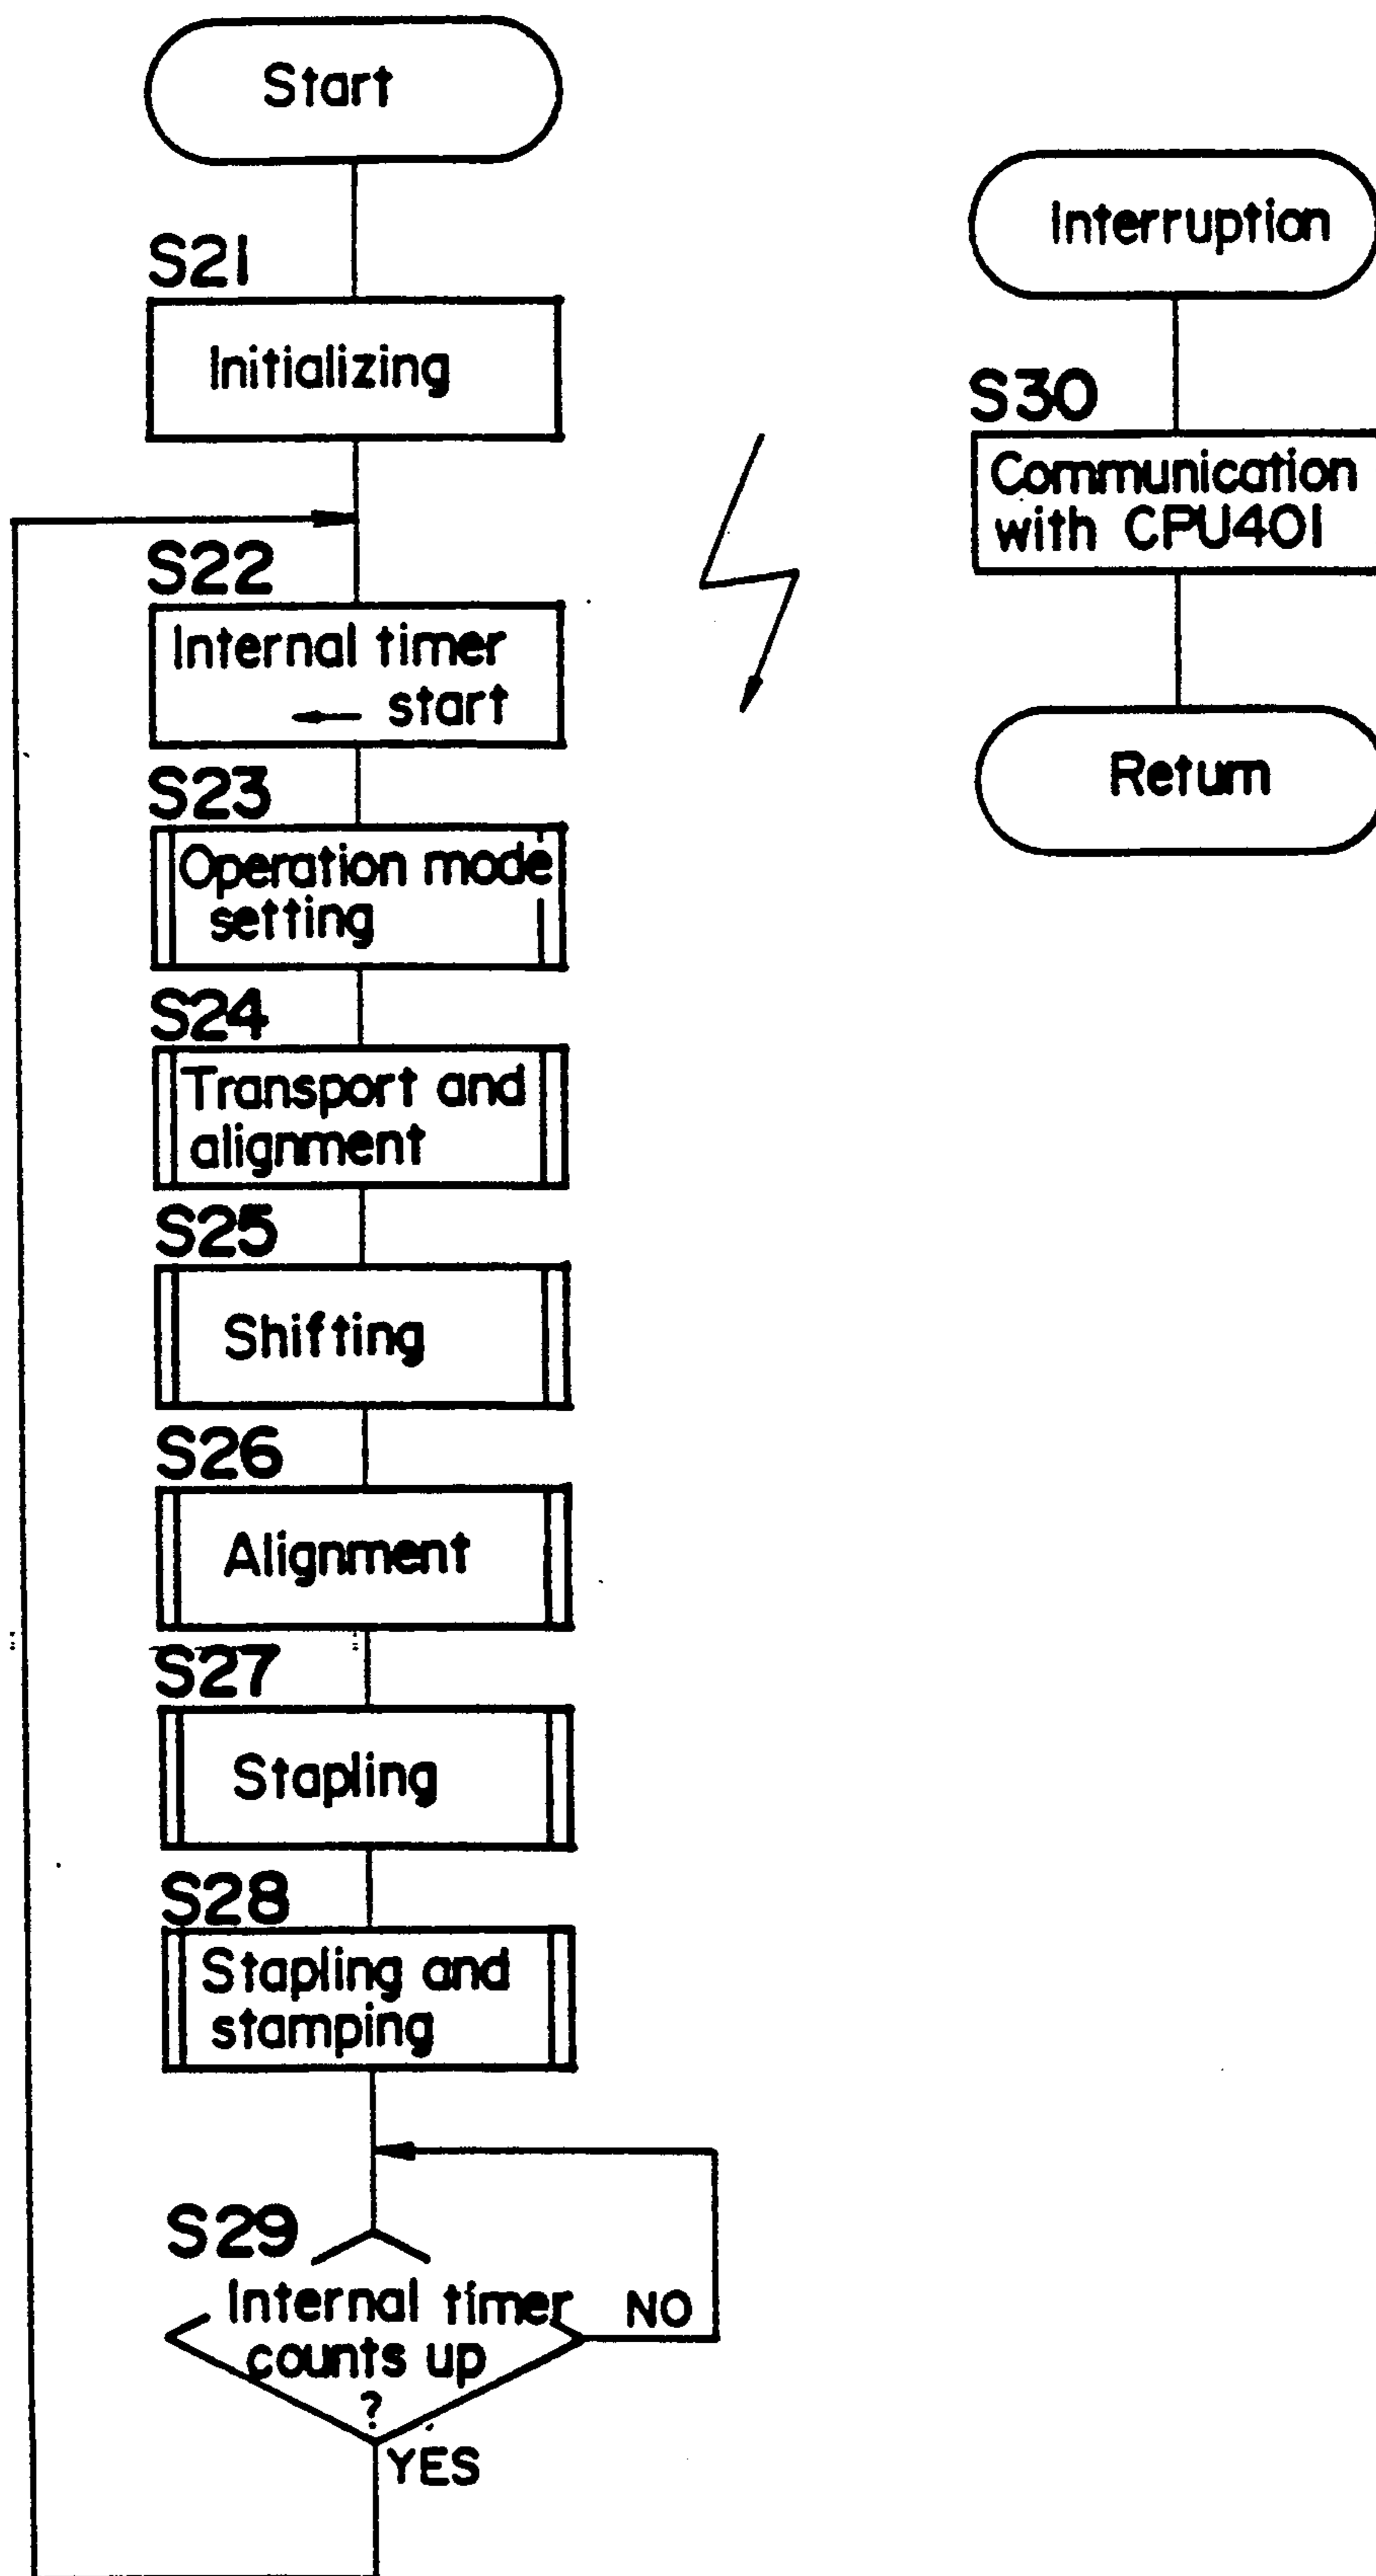 Start
S21
Initializing
S22
Internal timer
← start
S23
Operation mode
setting
S24
Transport and
alignment
S25
Shifting
S26
Alignment
S27
Stapling
S28
Stapling and
stamping
S29
Internal timer
counts up
?
NO
YES
Interruption
S30
Communication
with CPU401
Return